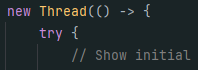 new Thread(() -> {
try {
// Show initial